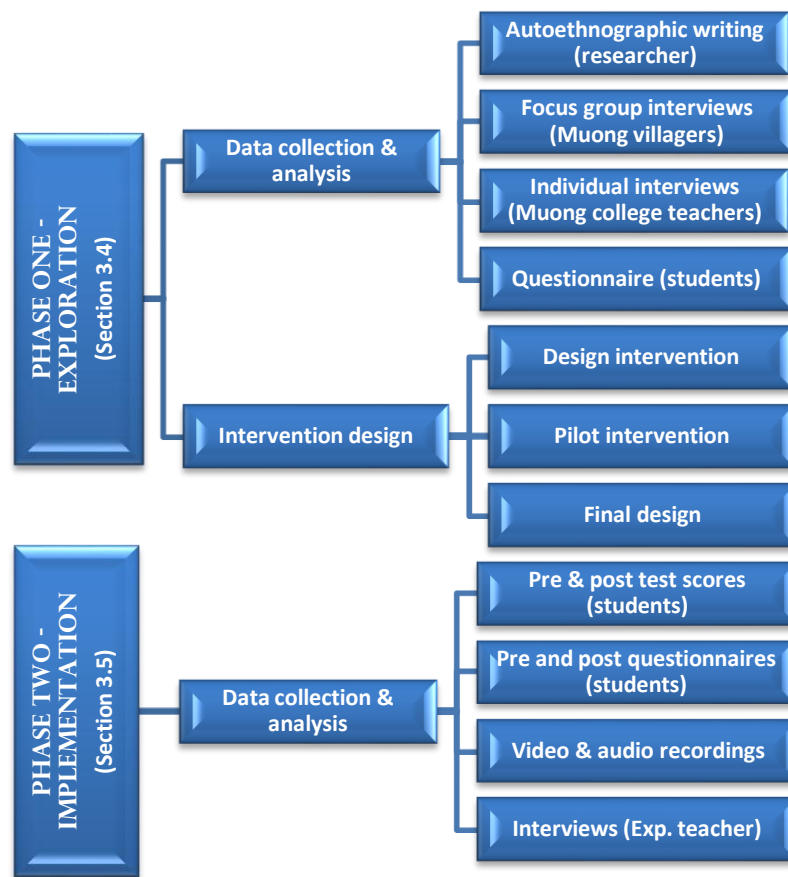 PHASE ONE -
EXPLORATION
(Section 3.4)
Data collection &
analysis
Autoethnographic writing
(researcher)
Focus group interviews
(Muong villagers)
Individual interviews
(Muong college teachers)
Questionnaire (students)
Intervention design
Design intervention
Pilot intervention
Final design
PHASE TWO -
IMPLEMENTATION
(Section 3.5)
Data collection &
analysis
Pre & post test scores
(students)
Pre and post questionnaires
(students)
Video & audio recordings
Interviews (Exp. teacher)